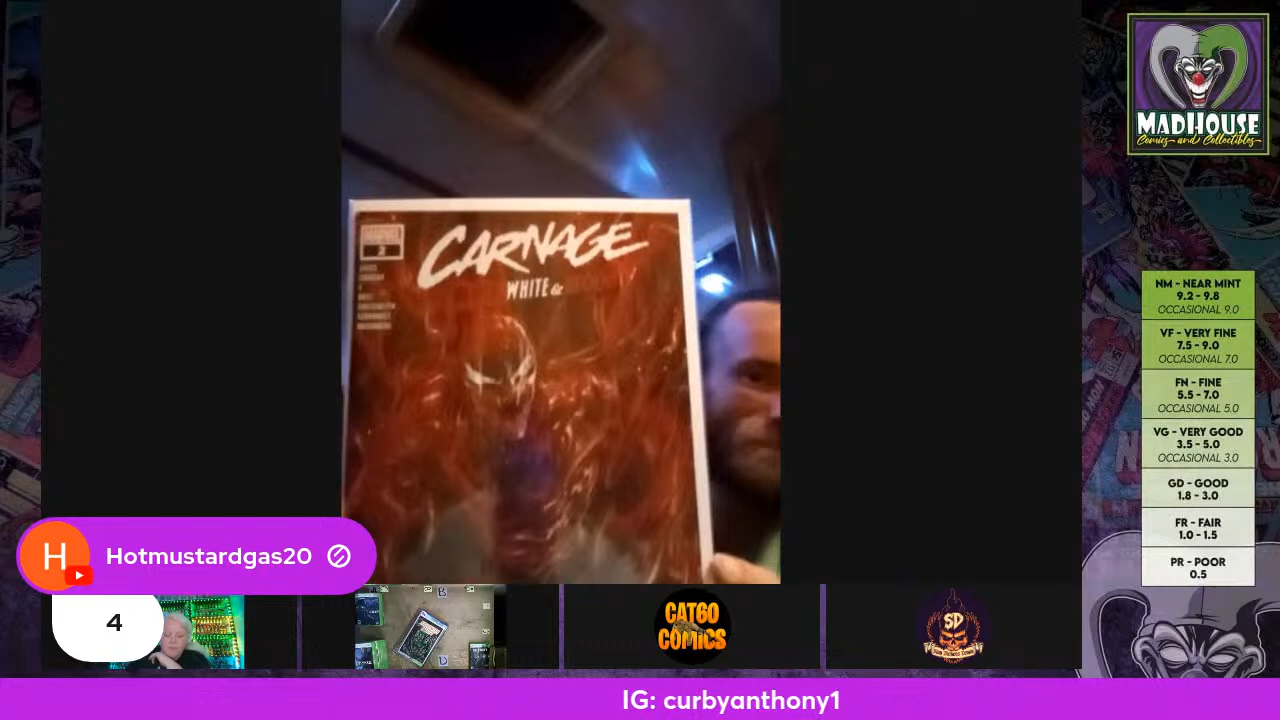 CARNAGE
WHITE &
2
MADHOUSE
Comics and Collectibles
NM - NEAR MINT
9.2 - 9.8
OCCASIONAL 9.0
VF - VERY FINE
7.5 - 9.0
OCCASIONAL 7.0
FN - FINE
5.5 - 7.0
OCCASIONAL 5.0
VG - VERY GOOD
3.5 - 5.0
OCCASIONAL 3.0
GD - GOOD
1.8 - 3.0
FR - FAIR
1.0 - 1.5
PR - POOR
0.5
H
Hotmustardgas20
4
CAT60
COMICS
SD
IG: curbyanthony1